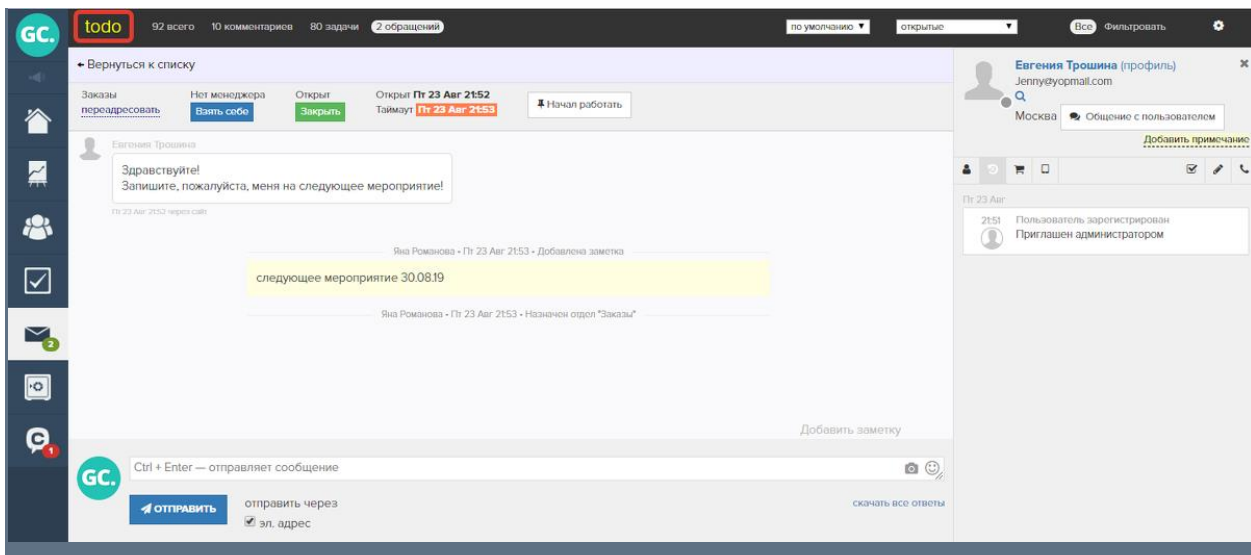 GC.
todo 92 всего 10 комментариев 80 задачи 2 обращений по умолчанию открытые Все Фильтровать
Вернуться к списку
Заказы Нет менеджера Открыт Открыт Пт 23 Авг 21:52
переадресовать Взять себе Закрыть Таймаут Пт 23 Авг 21:53 Начал работать
Евгения Трошина
Здравствуйте!
Запишите, пожалуйста, меня на следующее мероприятие!
Пт 23 Авг 21:52 через сайт
Яна Романова • Пт 23 Авг 21:53 • Добавлена заметка
следующее мероприятие 30.08.19
Яна Романова • Пт 23 Авг 21:53 • Назначен отдел "Заказы"
Добавить заметку
GC.
Ctrl + Enter — отправляет сообщение
ОТПРАВИТЬ
отправить через
эл. адрес
скачать все ответы
Евгения Трошина (профиль)
Jenny@yopmail.com
Москва Общение с пользователем
Добавить примечание
Пт 23 Авг
21:51 Пользователь зарегистрирован
Приглашен администратором
2
1